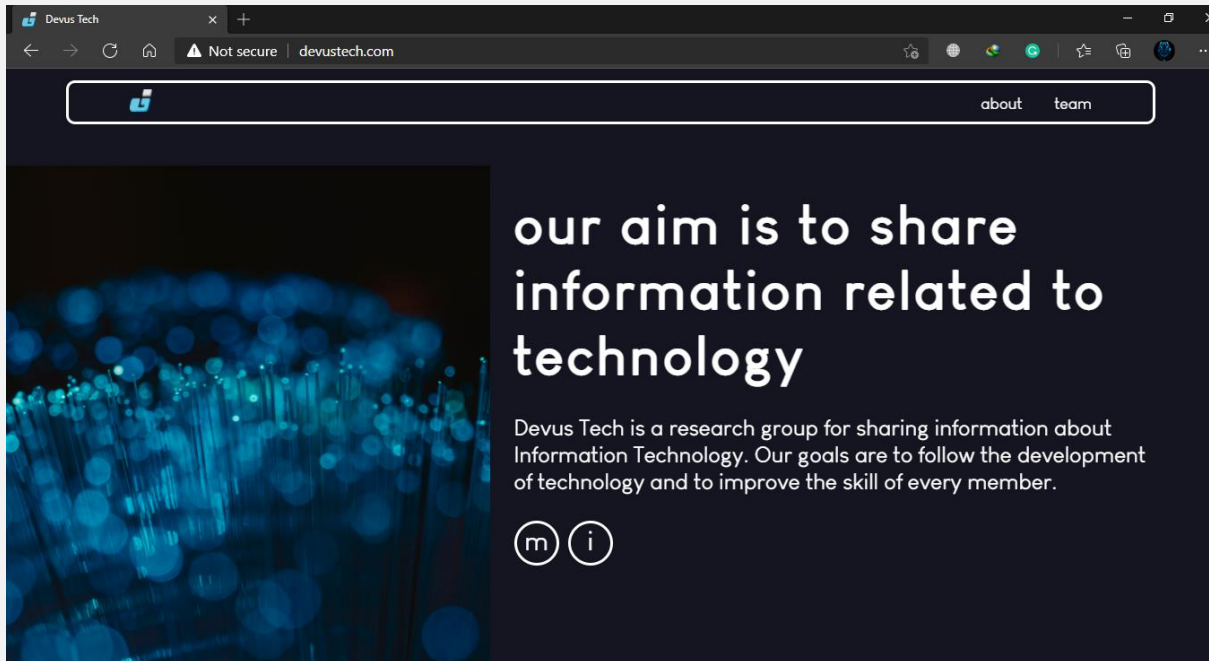 Devus Tech
Not secure | devustech.com
about team
our aim is to share
information related to
technology
Devus Tech is a research group for sharing information about
Information Technology. Our goals are to follow the development
of technology and to improve the skill of every member.
m i